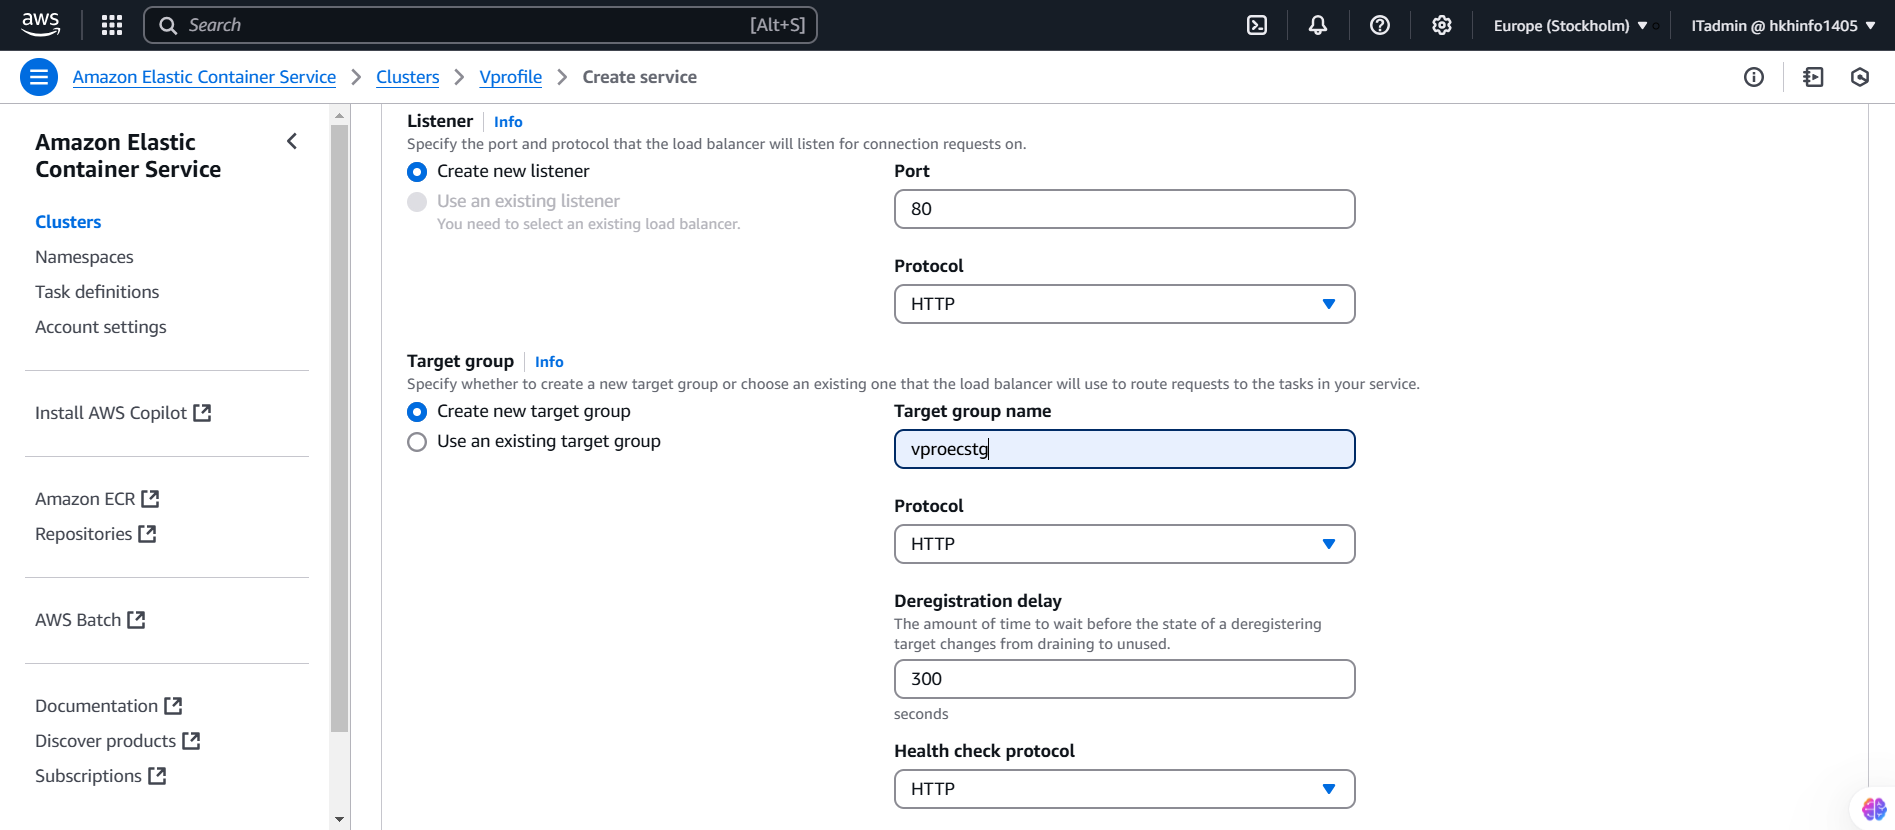 aws
Search [Alt+S]
Europe (Stockholm)
ITadmin @ hkhinfo1405
Amazon Elastic Container Service
Clusters
Vprofile
Create service
Amazon Elastic
Container Service
Clusters
Namespaces
Task definitions
Account settings
Install AWS Copilot
Amazon ECR
Repositories
AWS Batch
Documentation
Discover products
Subscriptions
Listener Info
Specify the port and protocol that the load balancer will listen for connection requests on.
Create new listener
Use an existing listener
You need to select an existing load balancer.
Port
80
Protocol
HTTP
Target group Info
Specify whether to create a new target group or choose an existing one that the load balancer will use to route requests to the tasks in your service.
Create new target group
Use an existing target group
Target group name
vproecstg
Protocol
HTTP
Deregistration delay
The amount of time to wait before the state of a deregistering
target changes from draining to unused.
300
seconds
Health check protocol
HTTP